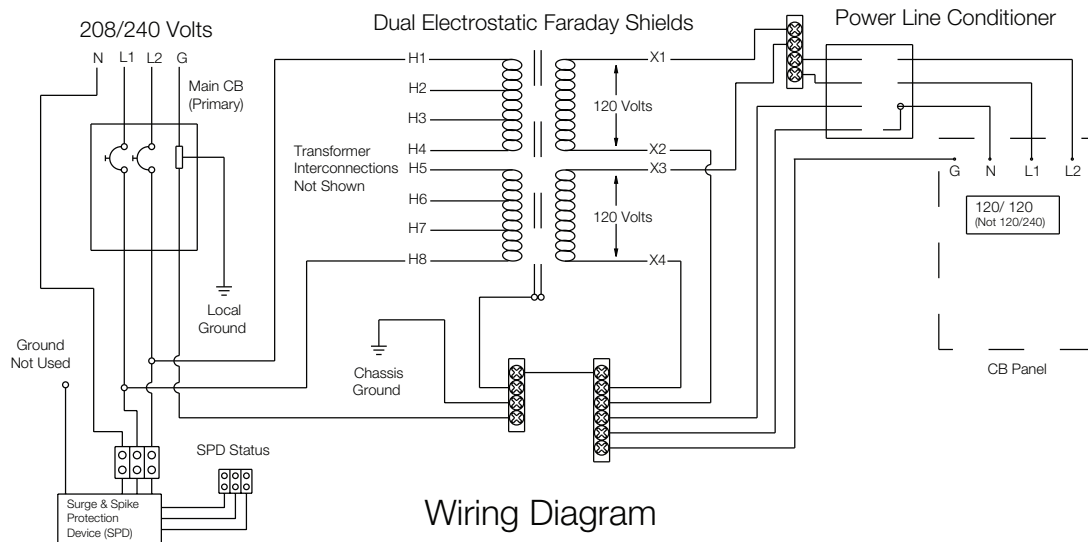 Dual Electrostatic Faraday Shields
Power Line Conditioner
208/240 Volts
N L1 L2 G
Main CB
(Primary)
H1
H2
H3
H4
H5
H6
H7
H8
Transformer
Interconnections
Not Shown
X1
120 Volts
X2
X3
120 Volts
X4
G N L1 L2
120/ 120
(Not 120/240)
CB Panel
Local
Ground
Ground
Not Used
Chassis
Ground
SPD Status
Surge & Spike
Protection
Device (SPD)
Wiring Diagram